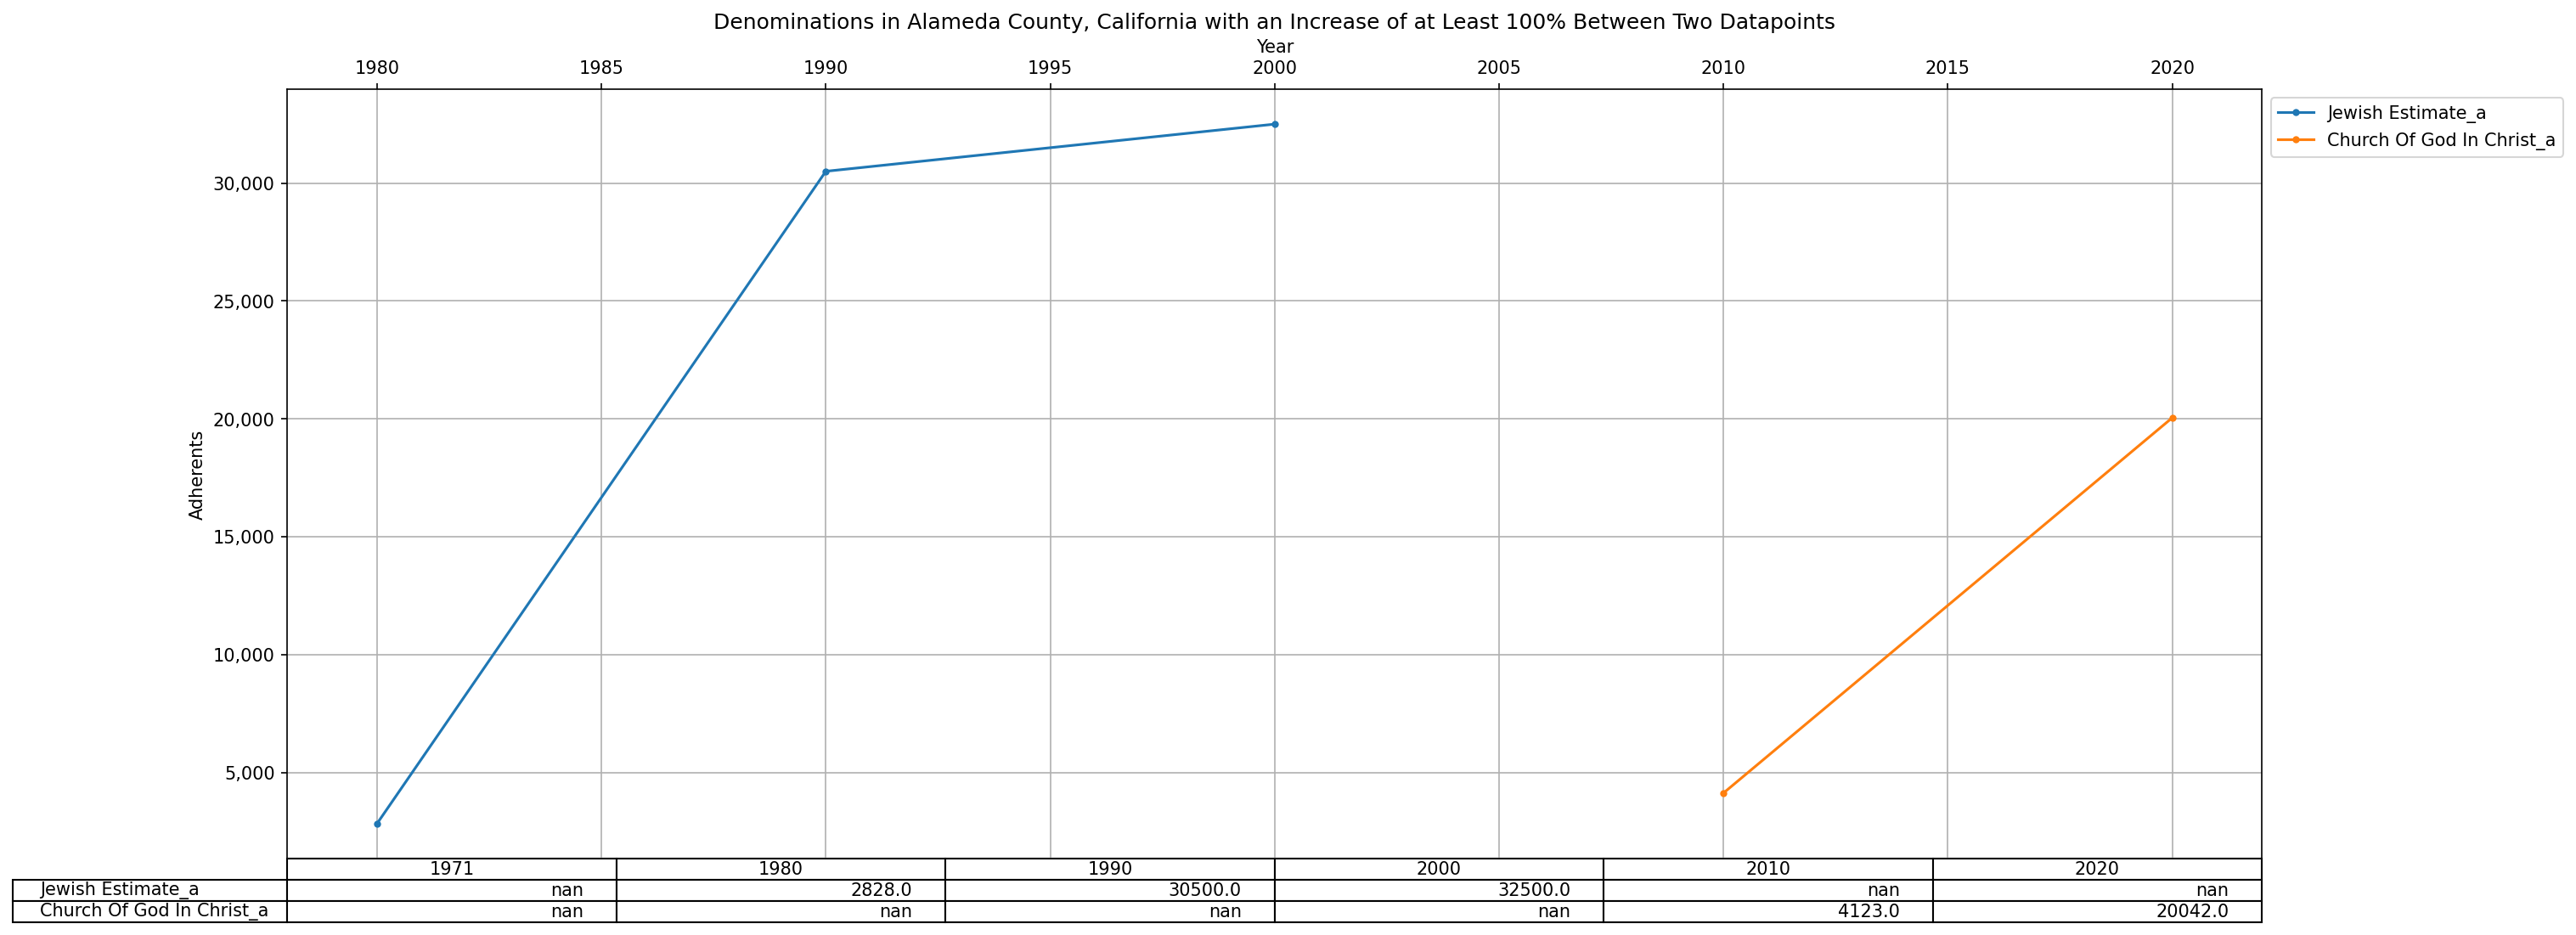 Denominations in Alameda County, California with an Increase of at Least 100% Between Two Datapoints
Year
1980 1985 1990 1995 2000 2005 2010 2015 2020
Jewish Estimate_a
Church Of God In Christ_a
Adherents
30,000
25,000
20,000
15,000
10,000
5,000
1971 1980 1990 2000 2010 2020
Jewish Estimate_a nan 2828.0 30500.0 32500.0 nan nan
Church Of God In Christ_a nan nan nan nan 4123.0 20042.0